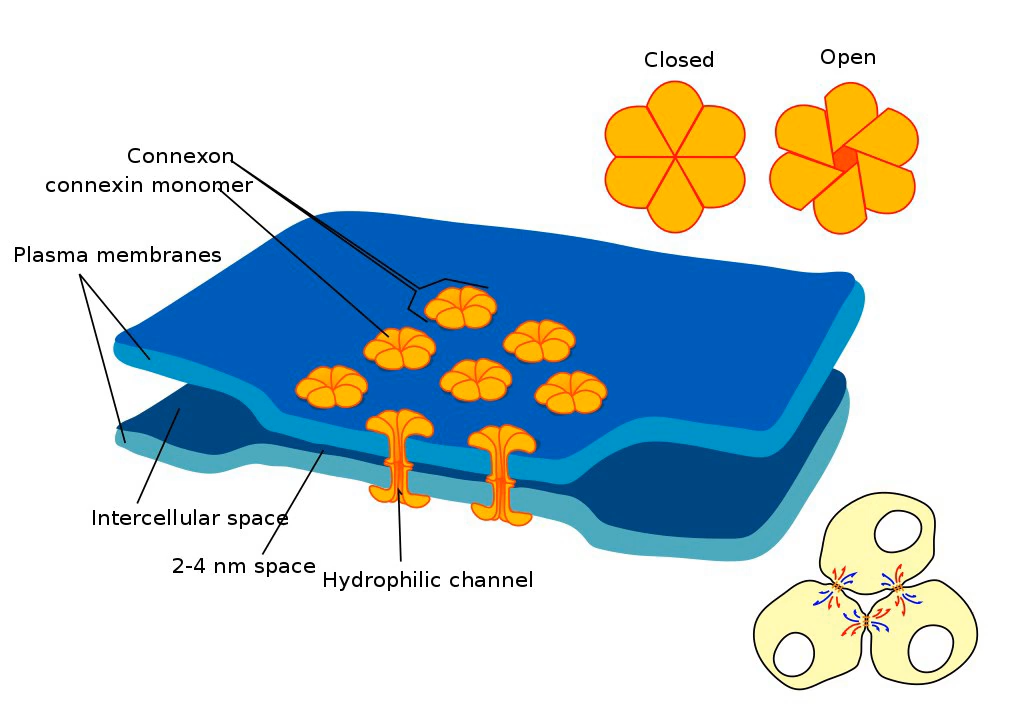 Closed
Open
Connexon
connexin monomer
Plasma membranes
Intercellular space
2-4 nm space
Hydrophilic channel